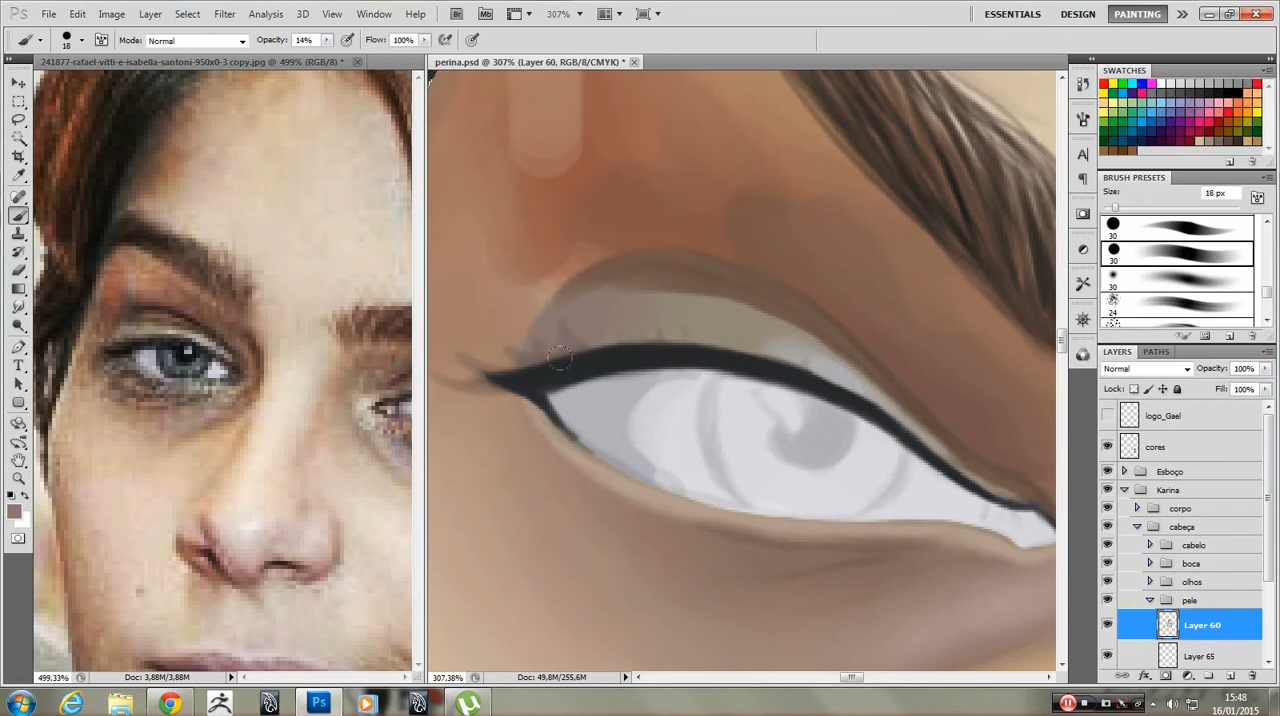 Ps File Edit Image Layer Select Filter Analysis 3D View Window Help Br Mb 307% ESSENTIALS DESIGN PAINTING
18 Mode: Normal Opacity: 14% Flow: 100%
241877-rafael-vitti-e-isabella-santoni-950x0-3 copy.jpg @ 499% (RGB/8) *
perina.psd @ 307% (Layer 60, RGB/8/CMYK) *
SWATCHES
BRUSH PRESETS
Size: 18 px
30
30
30
24
LAYERS PATHS
Normal Opacity: 100%
Lock: Fill: 100%
logo_Gael
cores
Esboço
Karina
corpo
cabeça
cabelo
boca
olhos
pele
Layer 60
Layer 65
499,33% Doc: 3,88M/3,88M
307,38% Doc: 49,8M/255,6M
15:48
16/01/2015